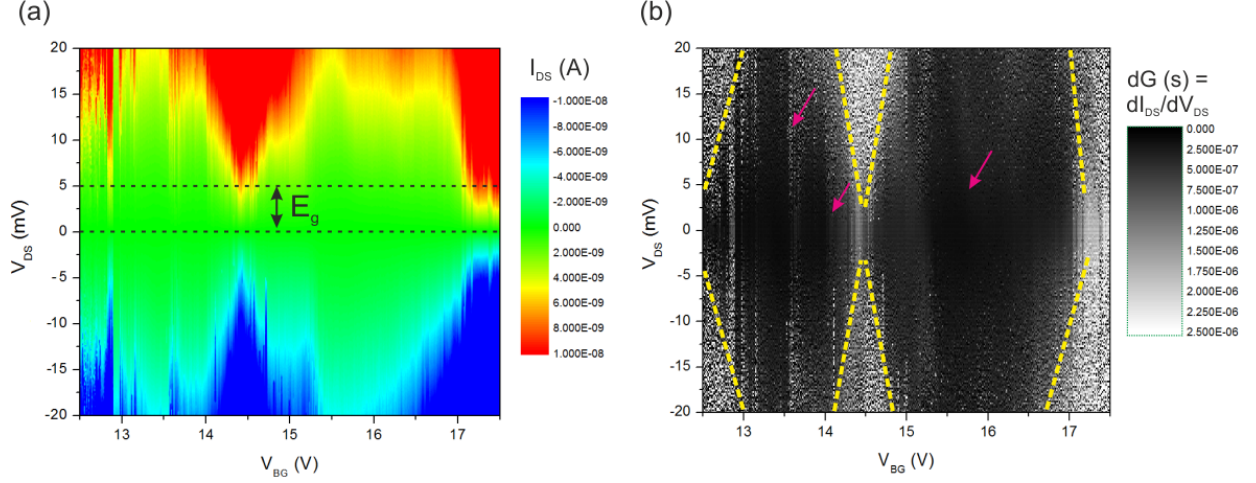 (a)
20
15
10
5
0
-5
-10
-15
-20
V_DS (mV)
E_g
13
14
15
16
17
V_BG (V)
I_DS (A)
-1.000E-08
-8.000E-09
-6.000E-09
-4.000E-09
-2.000E-09
0.000
2.000E-09
4.000E-09
6.000E-09
8.000E-09
1.000E-08
(b)
20
15
10
5
0
-5
-10
-15
-20
V_DS (mV)
13
14
15
16
17
V_BG (V)
dG (s) =
dI_DS/dV_DS
0.000
2.500E-07
5.000E-07
7.500E-07
1.000E-06
1.250E-06
1.500E-06
1.750E-06
2.000E-06
2.250E-06
2.500E-06